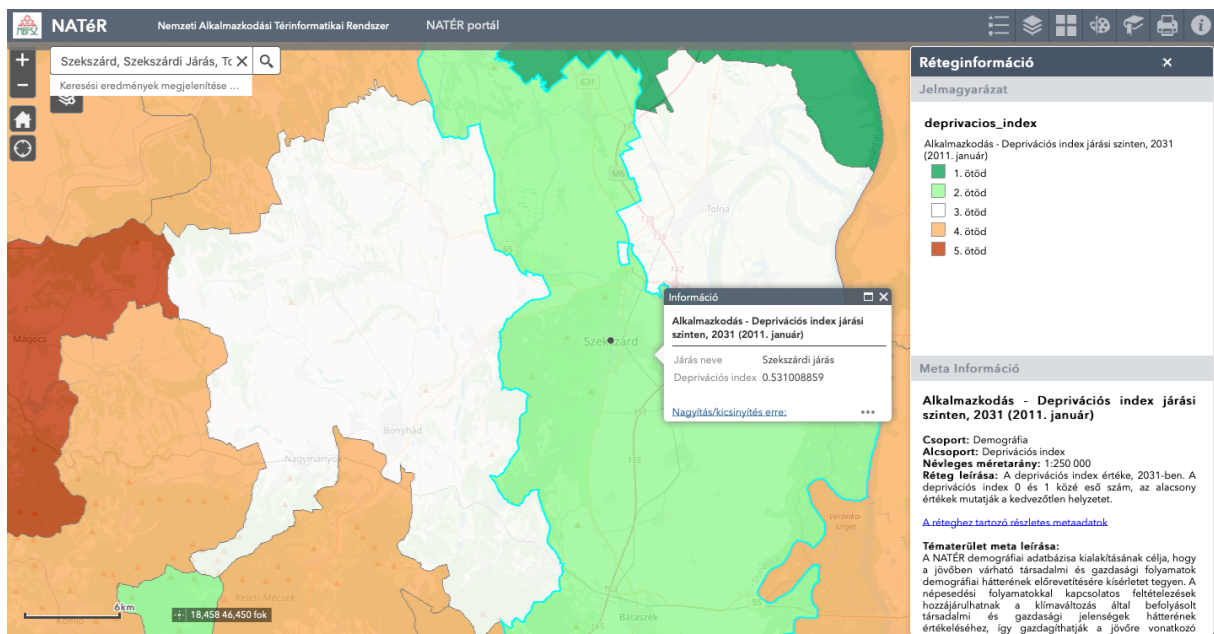 MBFSZ
NATéR
Nemzeti Alkalmazkodási Térinformatikai Rendszer
NATÉR portál
Szekszárd, Szekszárdi Járás, To
Keresési eredmények megjelenítése ...
Réteginformáció
Jelmagyarázat
deprivacios_index
Alkalmazkodás - Deprivációs index járási szinten, 2031
(2011. január)
1. ötöd
2. ötöd
3. ötöd
4. ötöd
5. ötöd
Meta Információ
Alkalmazkodás - Deprivációs index járási
szinten, 2031 (2011. január)
Csoport: Demográfia
Alcsoport: Deprivációs index
Névleges méretarány: 1:250 000
Réteg leírása: A deprivációs index értéke, 2031-ben. A
deprivációs index 0 és 1 közé eső szám, az alacsony
értékek mutatják a kedvezőtlen helyzetet.
A réteghez tartozó részletes metaadatok
Tématerület meta leírása:
A NATÉR demográfiai adatbázisa kialakításának célja, hogy
a jövőben várható társadalmi és gazdasági folyamatok
demográfiai hátterének előrevetítésére kísérletet tegyen. A
népesedési folyamatokkal kapcsolatos feltételezések
hozzájárulhatnak a klímaváltozás által befolyásolt
társadalmi és gazdasági jelenségek hátterének
értékeléséhez, így gazdagíthatják a jövőre vonatkozó
Információ
Alkalmazkodás - Deprivációs index járási
szinten, 2031 (2011. január)
Járás neve Szekszárdi járás
Deprivációs index 0.531008859
Nagyítás/kicsinyítés erre:
631
6
M6
Tolna
65
Szekszárd
Mágocs
Bonyhád
Nagymányok
Veránka
sziget
Keleti-Mecsek
Komló
Bátaszék
55
6km
18,458 46,450 fok